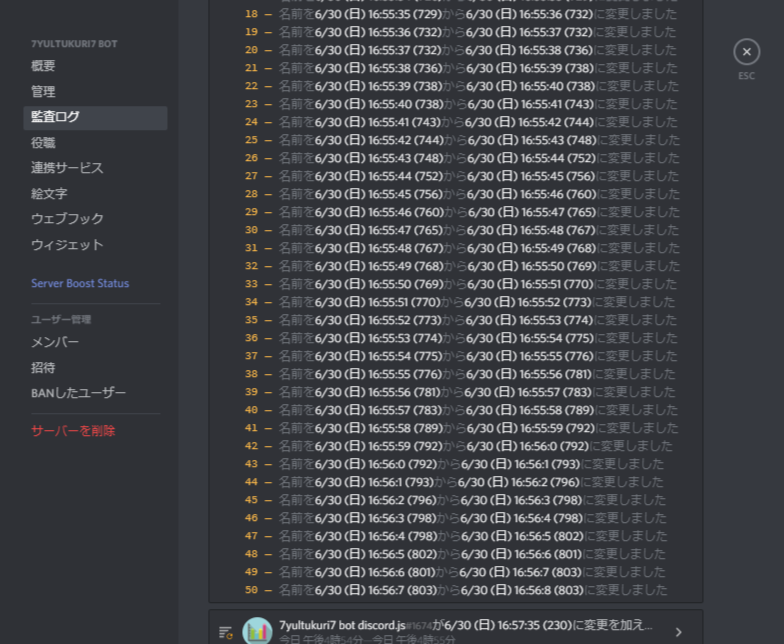 7YULTUKURI7 BOT
概要
管理
監査ログ
役職
連携サービス
絵文字
ウェブフック
ウィジェット
Server Boost Status
ユーザー管理
メンバー
招待
BANしたユーザー
サーバーを削除
18 — 名前を6/30 (日) 16:55:35 (729)から6/30 (日) 16:55:36 (732)に変更しました
19 — 名前を6/30 (日) 16:55:36 (732)から6/30 (日) 16:55:37 (732)に変更しました
20 — 名前を6/30 (日) 16:55:37 (732)から6/30 (日) 16:55:38 (736)に変更しました
21 — 名前を6/30 (日) 16:55:38 (736)から6/30 (日) 16:55:39 (738)に変更しました
22 — 名前を6/30 (日) 16:55:39 (738)から6/30 (日) 16:55:40 (738)に変更しました
23 — 名前を6/30 (日) 16:55:40 (738)から6/30 (日) 16:55:41 (743)に変更しました
24 — 名前を6/30 (日) 16:55:41 (743)から6/30 (日) 16:55:42 (744)に変更しました
25 — 名前を6/30 (日) 16:55:42 (744)から6/30 (日) 16:55:43 (748)に変更しました
26 — 名前を6/30 (日) 16:55:43 (748)から6/30 (日) 16:55:44 (752)に変更しました
27 — 名前を6/30 (日) 16:55:44 (752)から6/30 (日) 16:55:45 (756)に変更しました
28 — 名前を6/30 (日) 16:55:45 (756)から6/30 (日) 16:55:46 (760)に変更しました
29 — 名前を6/30 (日) 16:55:46 (760)から6/30 (日) 16:55:47 (765)に変更しました
30 — 名前を6/30 (日) 16:55:47 (765)から6/30 (日) 16:55:48 (767)に変更しました
31 — 名前を6/30 (日) 16:55:48 (767)から6/30 (日) 16:55:49 (768)に変更しました
32 — 名前を6/30 (日) 16:55:49 (768)から6/30 (日) 16:55:50 (769)に変更しました
33 — 名前を6/30 (日) 16:55:50 (769)から6/30 (日) 16:55:51 (770)に変更しました
34 — 名前を6/30 (日) 16:55:51 (770)から6/30 (日) 16:55:52 (773)に変更しました
35 — 名前を6/30 (日) 16:55:52 (773)から6/30 (日) 16:55:53 (774)に変更しました
36 — 名前を6/30 (日) 16:55:53 (774)から6/30 (日) 16:55:54 (775)に変更しました
37 — 名前を6/30 (日) 16:55:54 (775)から6/30 (日) 16:55:55 (776)に変更しました
38 — 名前を6/30 (日) 16:55:55 (776)から6/30 (日) 16:55:56 (781)に変更しました
39 — 名前を6/30 (日) 16:55:56 (781)から6/30 (日) 16:55:57 (783)に変更しました
40 — 名前を6/30 (日) 16:55:57 (783)から6/30 (日) 16:55:58 (789)に変更しました
41 — 名前を6/30 (日) 16:55:58 (789)から6/30 (日) 16:55:59 (792)に変更しました
42 — 名前を6/30 (日) 16:55:59 (792)から6/30 (日) 16:56:0 (792)に変更しました
43 — 名前を6/30 (日) 16:56:0 (792)から6/30 (日) 16:56:1 (793)に変更しました
44 — 名前を6/30 (日) 16:56:1 (793)から6/30 (日) 16:56:2 (796)に変更しました
45 — 名前を6/30 (日) 16:56:2 (796)から6/30 (日) 16:56:3 (798)に変更しました
46 — 名前を6/30 (日) 16:56:3 (798)から6/30 (日) 16:56:4 (798)に変更しました
47 — 名前を6/30 (日) 16:56:4 (798)から6/30 (日) 16:56:5 (802)に変更しました
48 — 名前を6/30 (日) 16:56:5 (802)から6/30 (日) 16:56:6 (801)に変更しました
49 — 名前を6/30 (日) 16:56:6 (801)から6/30 (日) 16:56:7 (803)に変更しました
50 — 名前を6/30 (日) 16:56:7 (803)から6/30 (日) 16:56:8 (803)に変更しました
7yultukuri7 bot discord.js#1674が6/30 (日) 16:57:35 (230)に変更を加え...
今日 午後4時54分—今日 午後4時55分
ESC